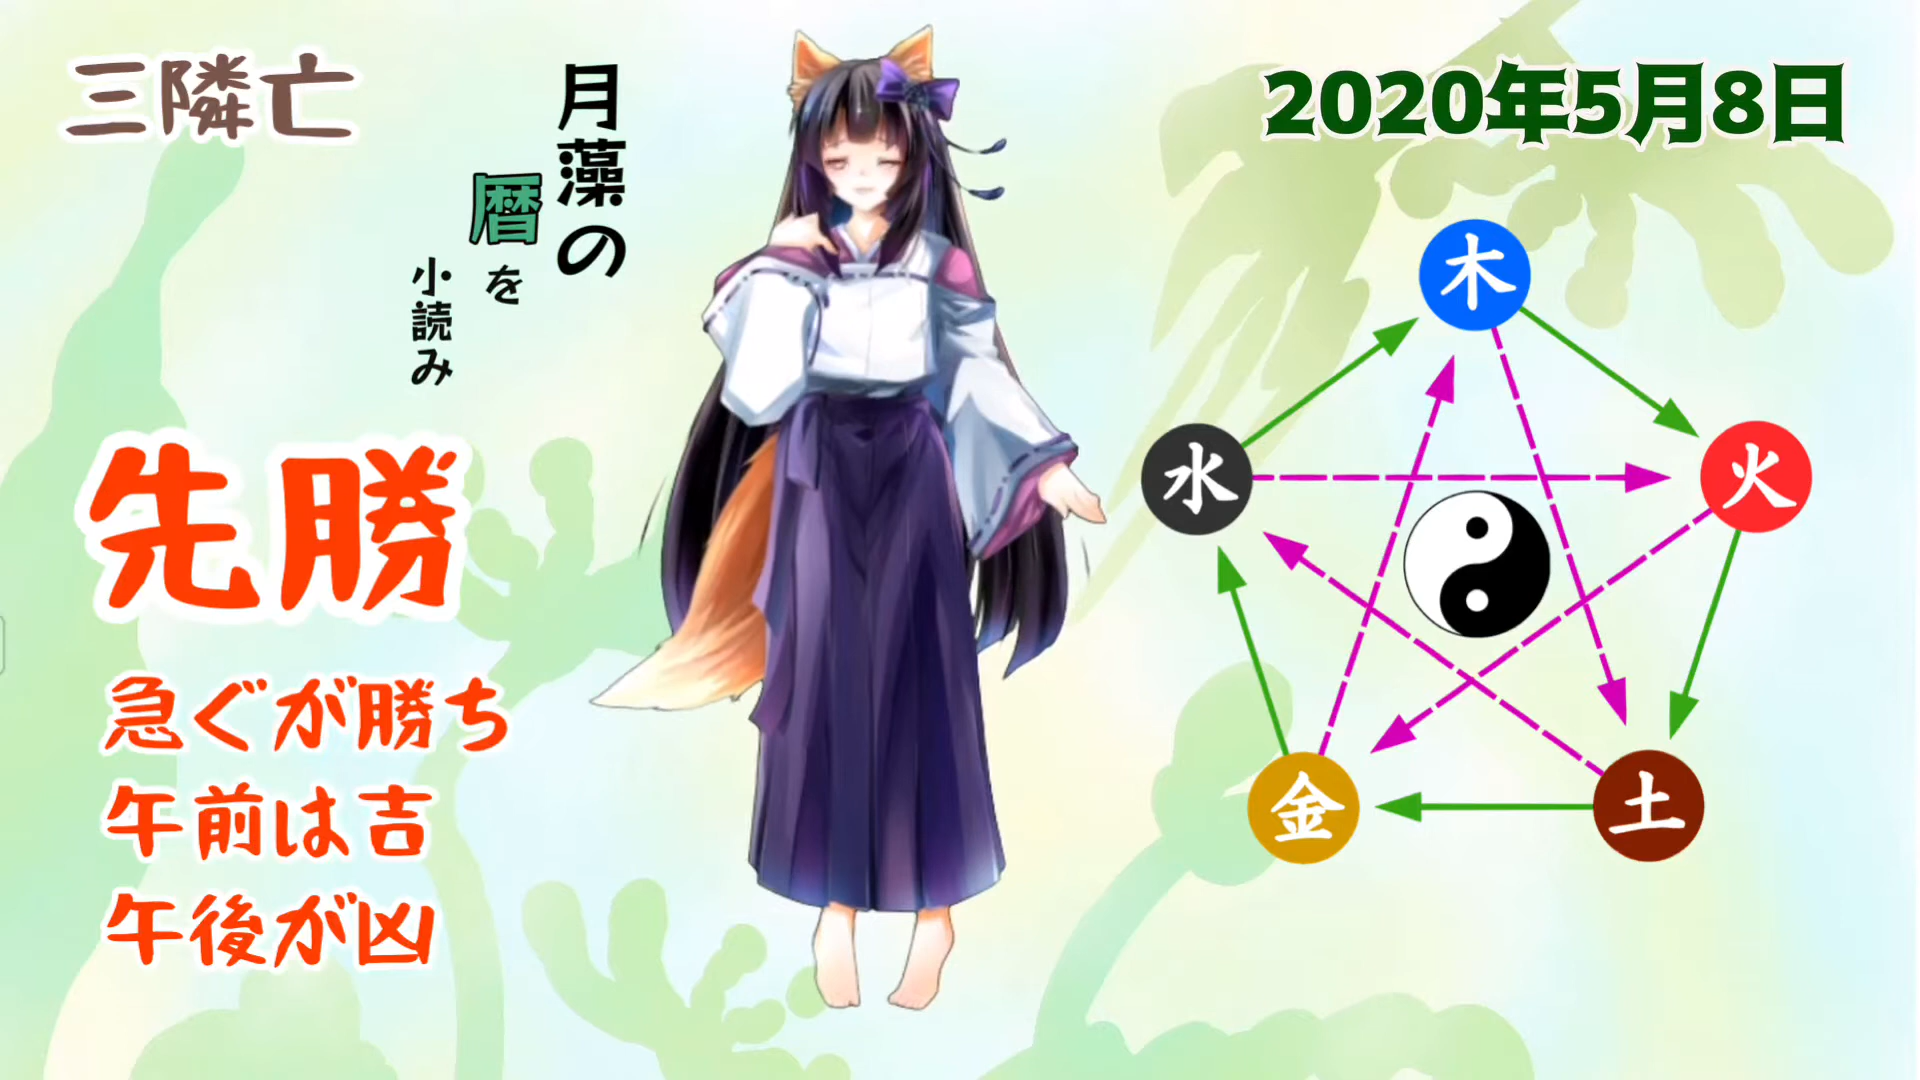 三隣亡
月藻の
暦を
小読み
2020年5月8日
先勝
急ぐが勝ち
午前は吉
午後が凶
木
火
土
金
水